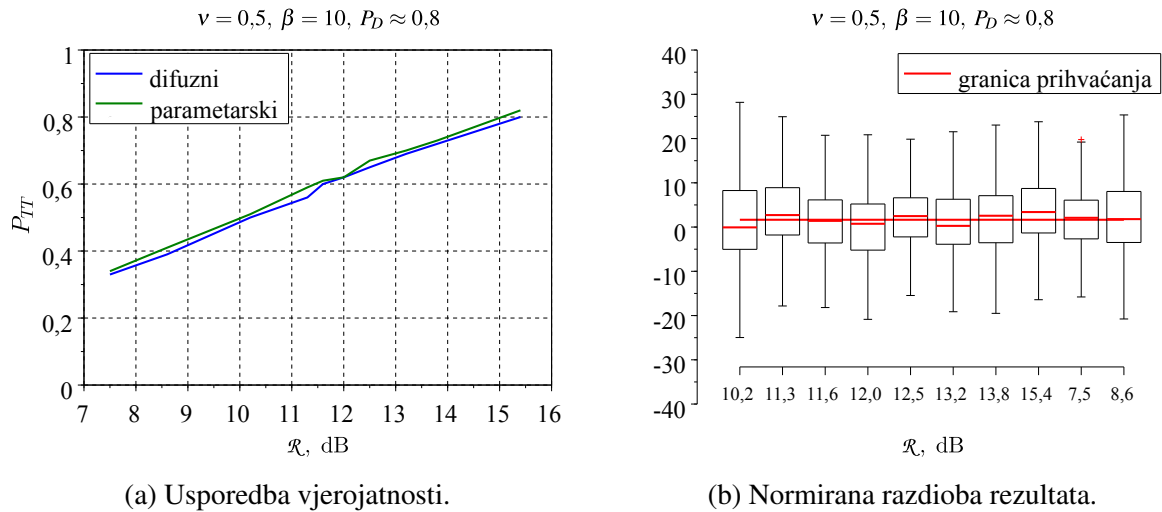 ν = 0,5, β = 10, P_D ≈ 0,8
1
0,8
0,6
0,4
0,2
0
P_TT
difuzni
parametarski
7 8 9 10 11 12 13 14 15 16
ℛ, dB
(a) Usporedba vjerojatnosti.
ν = 0,5, β = 10, P_D ≈ 0,8
40
30
20
10
0
-10
-20
-30
-40
granica prihvaćanja
10,2 11,3 11,6 12,0 12,5 13,2 13,8 15,4 7,5 8,6
ℛ, dB
(b) Normirana razdioba rezultata.